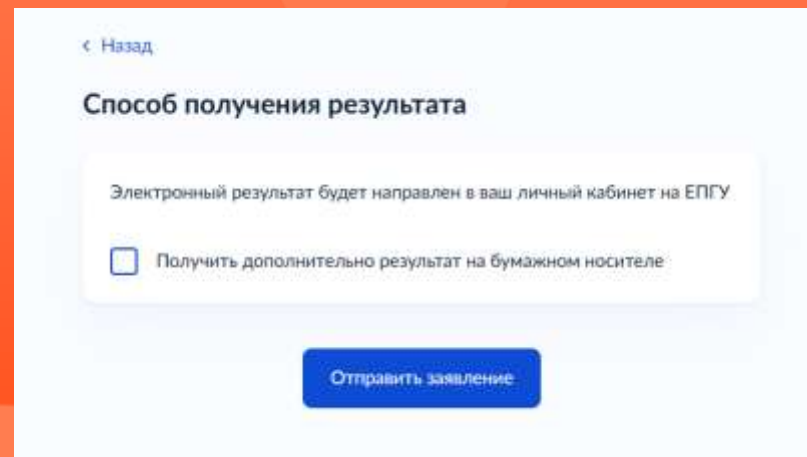 Назад
Способ получения результата
Электронный результат будет направлен в ваш личный кабинет на ЕПГУ
Получить дополнительно результат на бумажном носителе
Отправить заявление